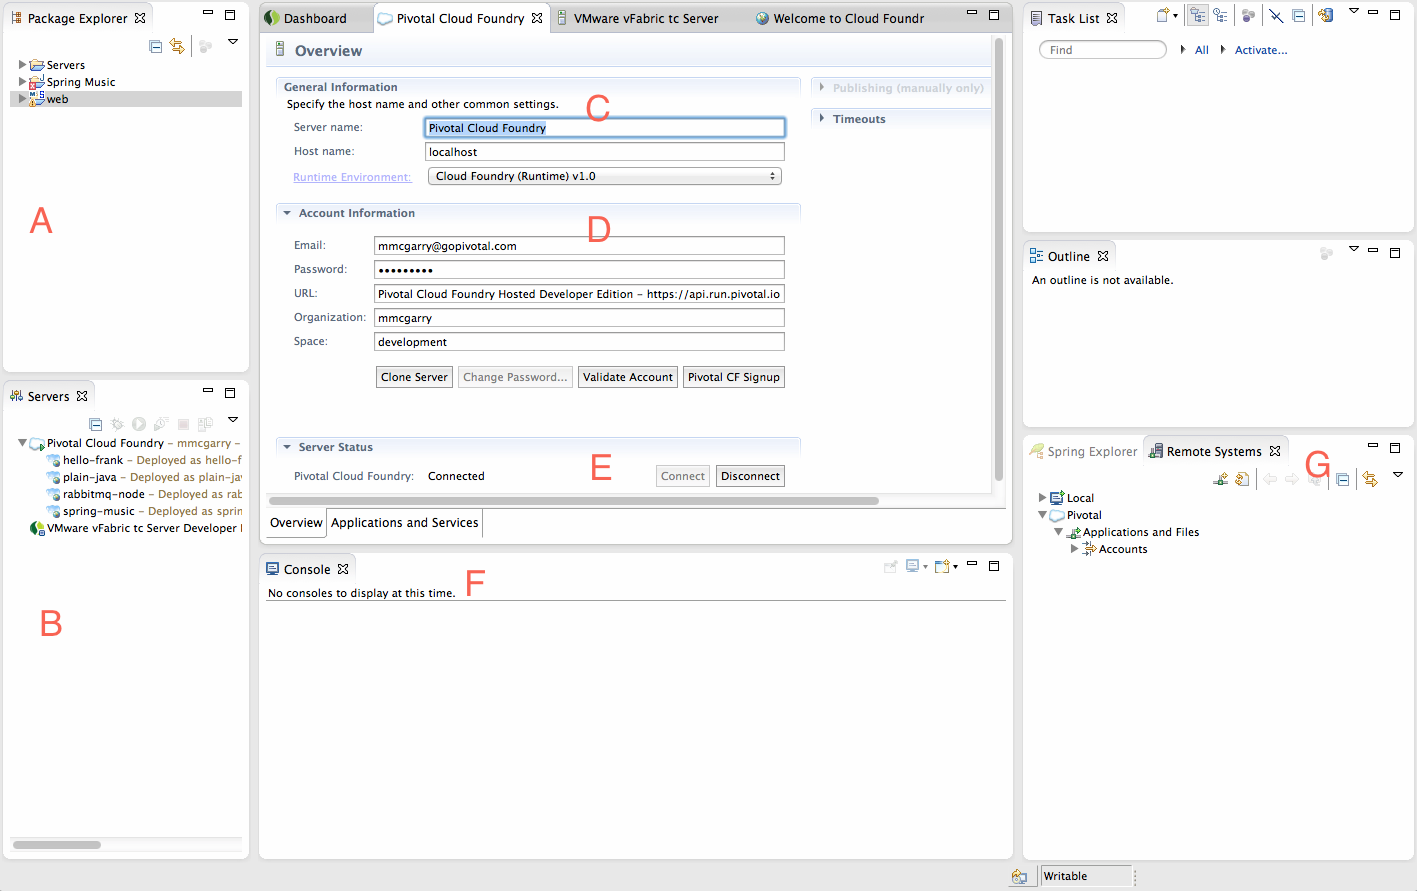 Package Explorer
Servers
Spring Music
web
A
Servers
Pivotal Cloud Foundry – mmcgarry –
hello-frank – Deployed as hello-f
plain-java – Deployed as plain-ja
rabbitmq-node – Deployed as rab
spring-music – Deployed as sprin
VMware vFabric tc Server Developer
B
Dashboard
Pivotal Cloud Foundry
VMware vFabric tc Server
Welcome to Cloud Foundr
Overview
General Information
Specify the host name and other common settings.
C
Server name: Pivotal Cloud Foundry
Host name: localhost
Runtime Environment: Cloud Foundry (Runtime) v1.0
Publishing (manually only)
Timeouts
Account Information
D
Email: mmcgarry@gopivotal.com
Password: •••••••••
URL: Pivotal Cloud Foundry Hosted Developer Edition – https://api.run.pivotal.io
Organization: mmcgarry
Space: development
Clone Server
Change Password...
Validate Account
Pivotal CF Signup
Server Status
E
Pivotal Cloud Foundry: Connected
Connect
Disconnect
Overview
Applications and Services
Console
F
No consoles to display at this time.
Task List
Find
All
Activate...
Outline
An outline is not available.
Spring Explorer
Remote Systems
G
Local
Pivotal
Applications and Files
Accounts
Writable